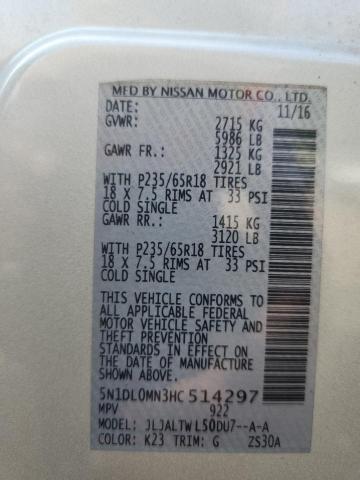 MFD BY NISSAN MOTOR CO., LTD.
DATE: 11/16
GVWR: 2715 KG
5986 LB
GAWR FR.: 1325 KG
2921 LB
WITH P235/65R18 TIRES
18 X 7.5 RIMS AT 33 PSI
COLD SINGLE
GAWR RR.: 1415 KG
3120 LB
WITH P235/65R18 TIRES
18 X 7.5 RIMS AT 33 PSI
COLD SINGLE
THIS VEHICLE CONFORMS TO
ALL APPLICABLE FEDERAL
MOTOR VEHICLE SAFETY AND
THEFT PREVENTION
STANDARDS IN EFFECT ON
THE DATE OF MANUFACTURE
SHOWN ABOVE.
5N1DL0MN3HC514297
MPV 922
MODEL: JLJALTWL50DU7--A-A
COLOR: K23 TRIM: G ZS30A